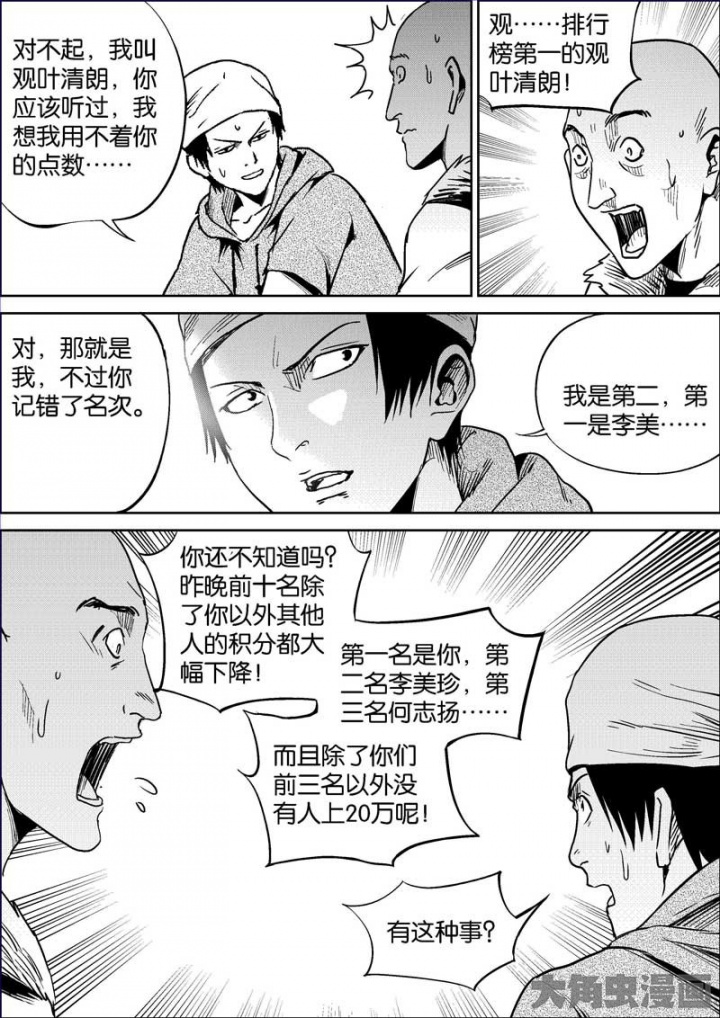 对不起，我叫
观叶清朗，你
应该听过，我
想我用不着你
的点数……
观……排行
榜第一的观
叶清朗！
对，那就是
我，不过你
记错了名次。
我是第二，第
一是李美……
你还不知道吗？
昨晚前十名除
了你以外其他
人的积分都大
幅下降！
第一名是你，第
二名李美珍，第
三名何志扬……
而且除了你们
前三名以外没
有人上20万呢！
有这种事？
大角虫漫画